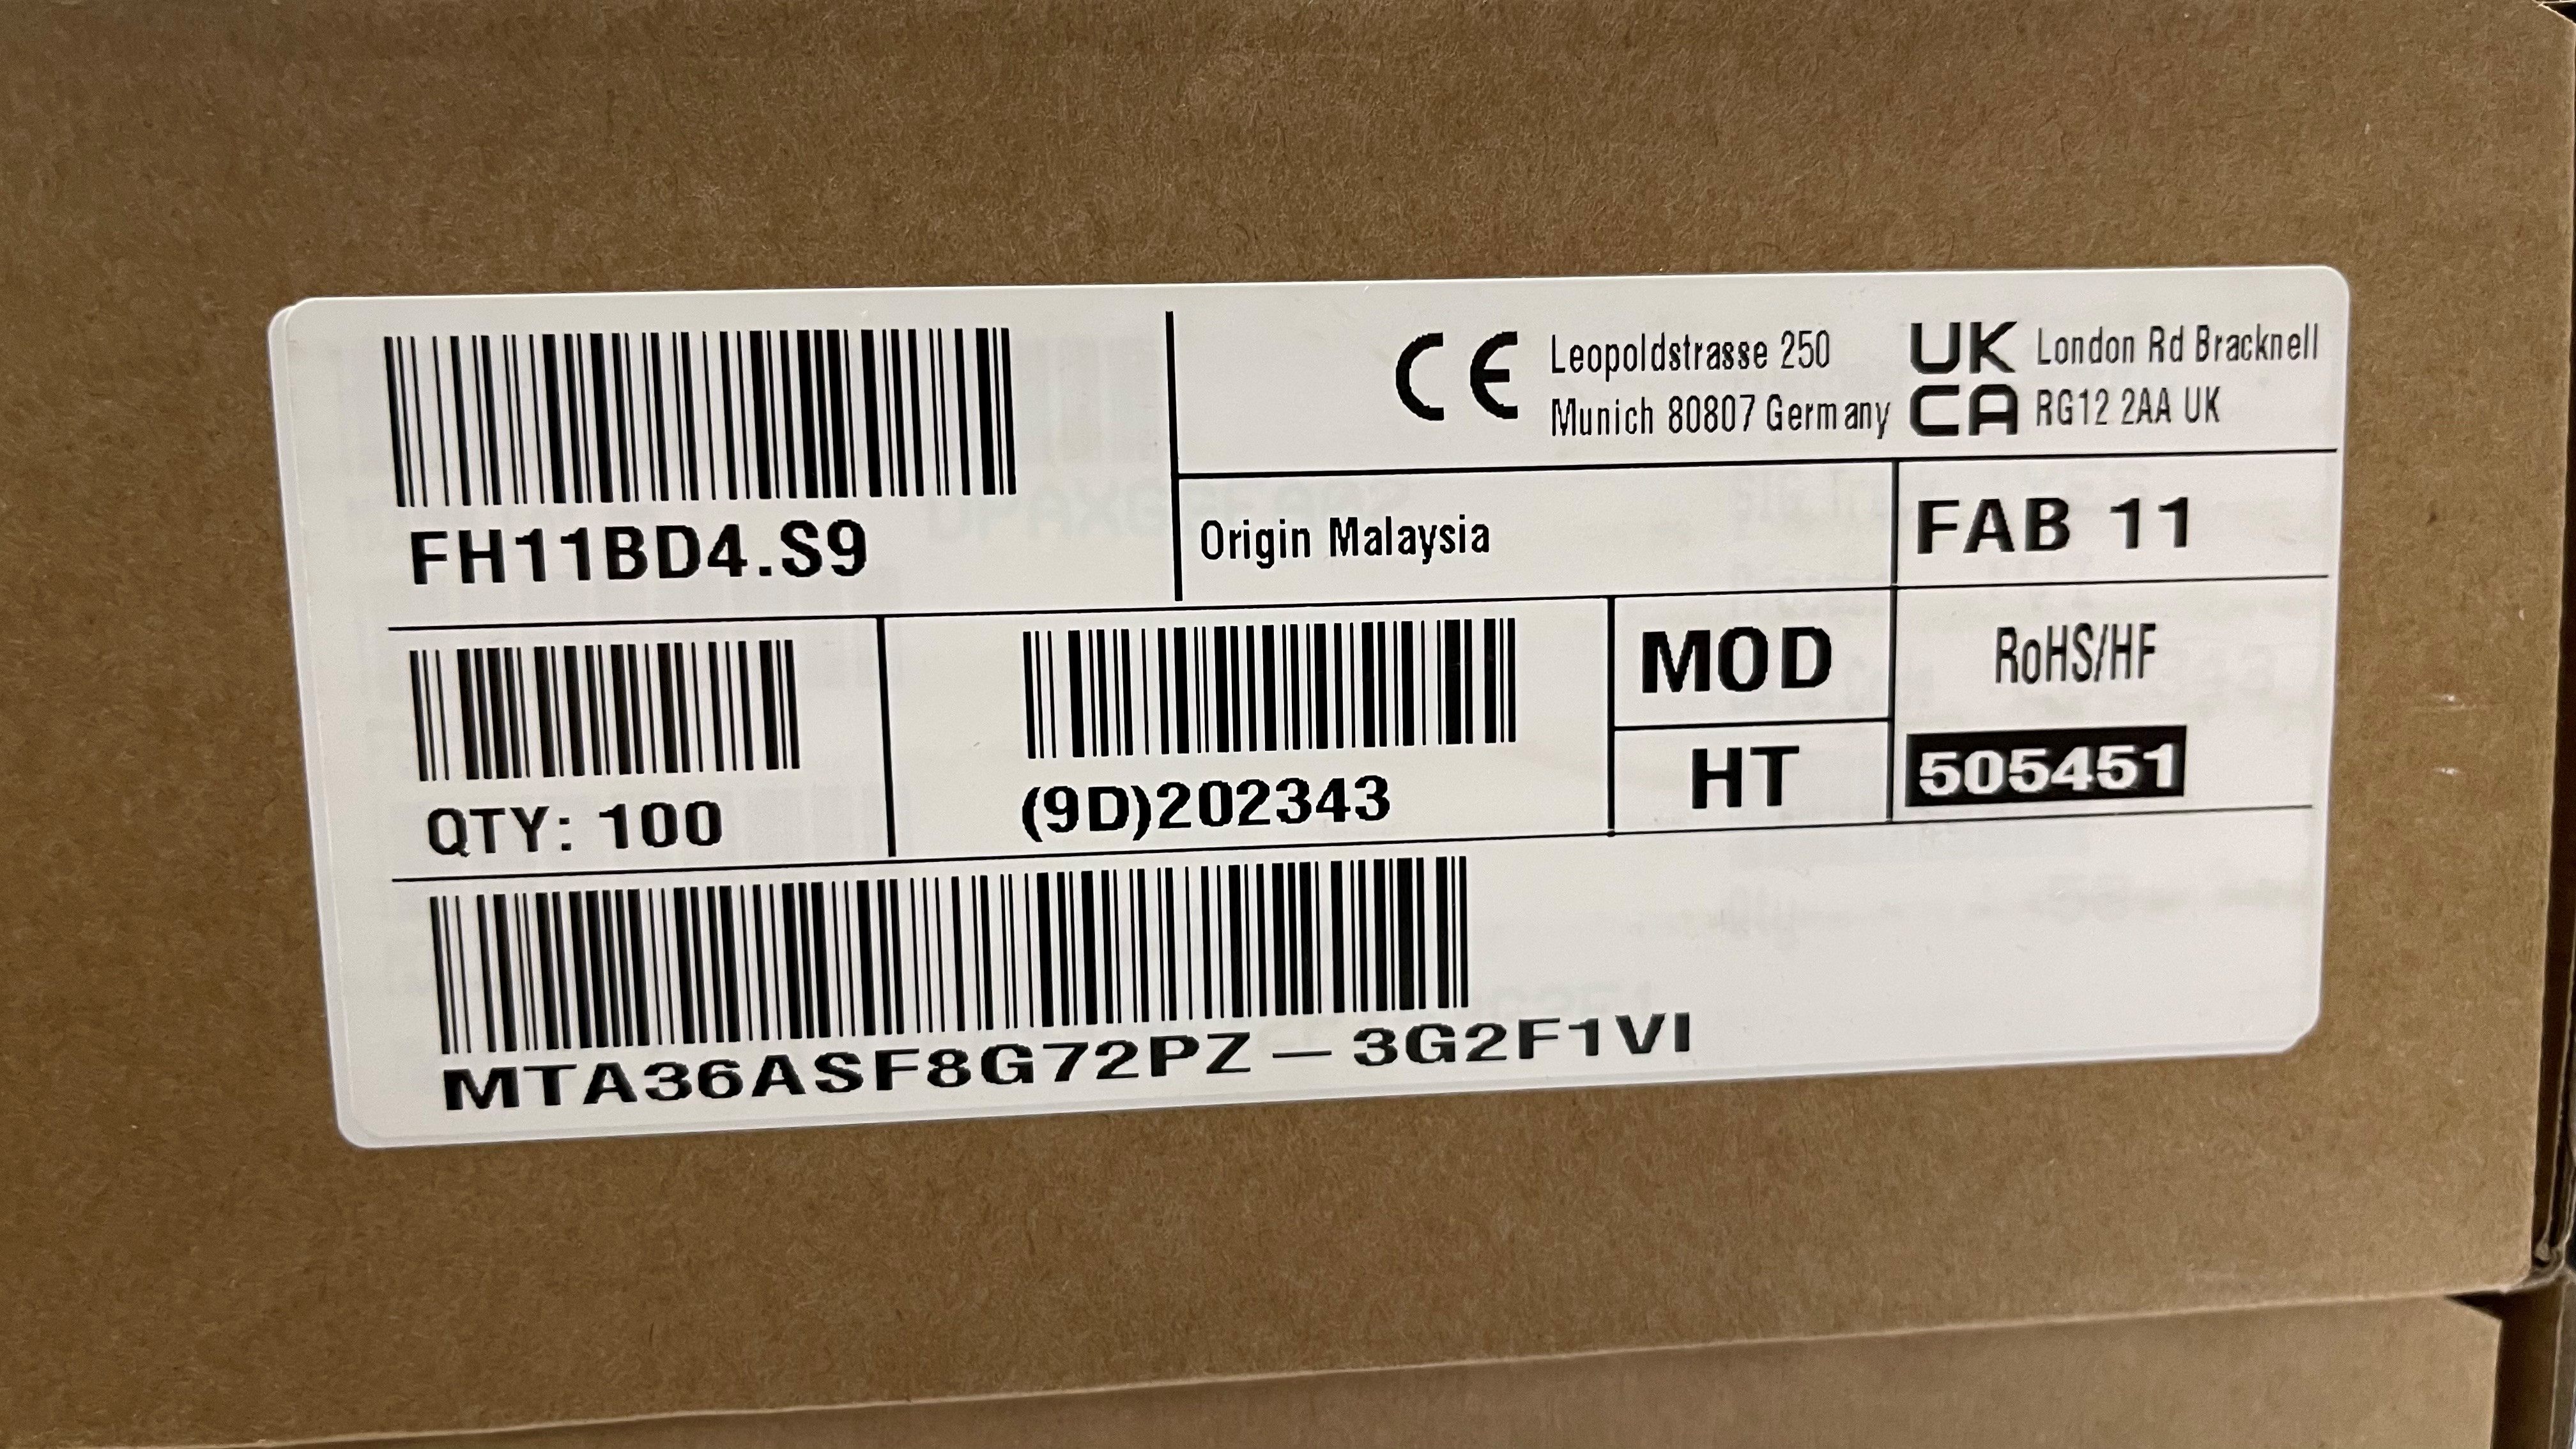 FH11BD4.S9
CE Leopoldstrasse 250
Munich 80807 Germany
UK CA London Rd Bracknell
RG12 2AA UK
Origin Malaysia
FAB 11
QTY: 100
(9D)202343
MOD
HT
RoHS/HF
505451
MTA36ASF8G72PZ-3G2F1VI